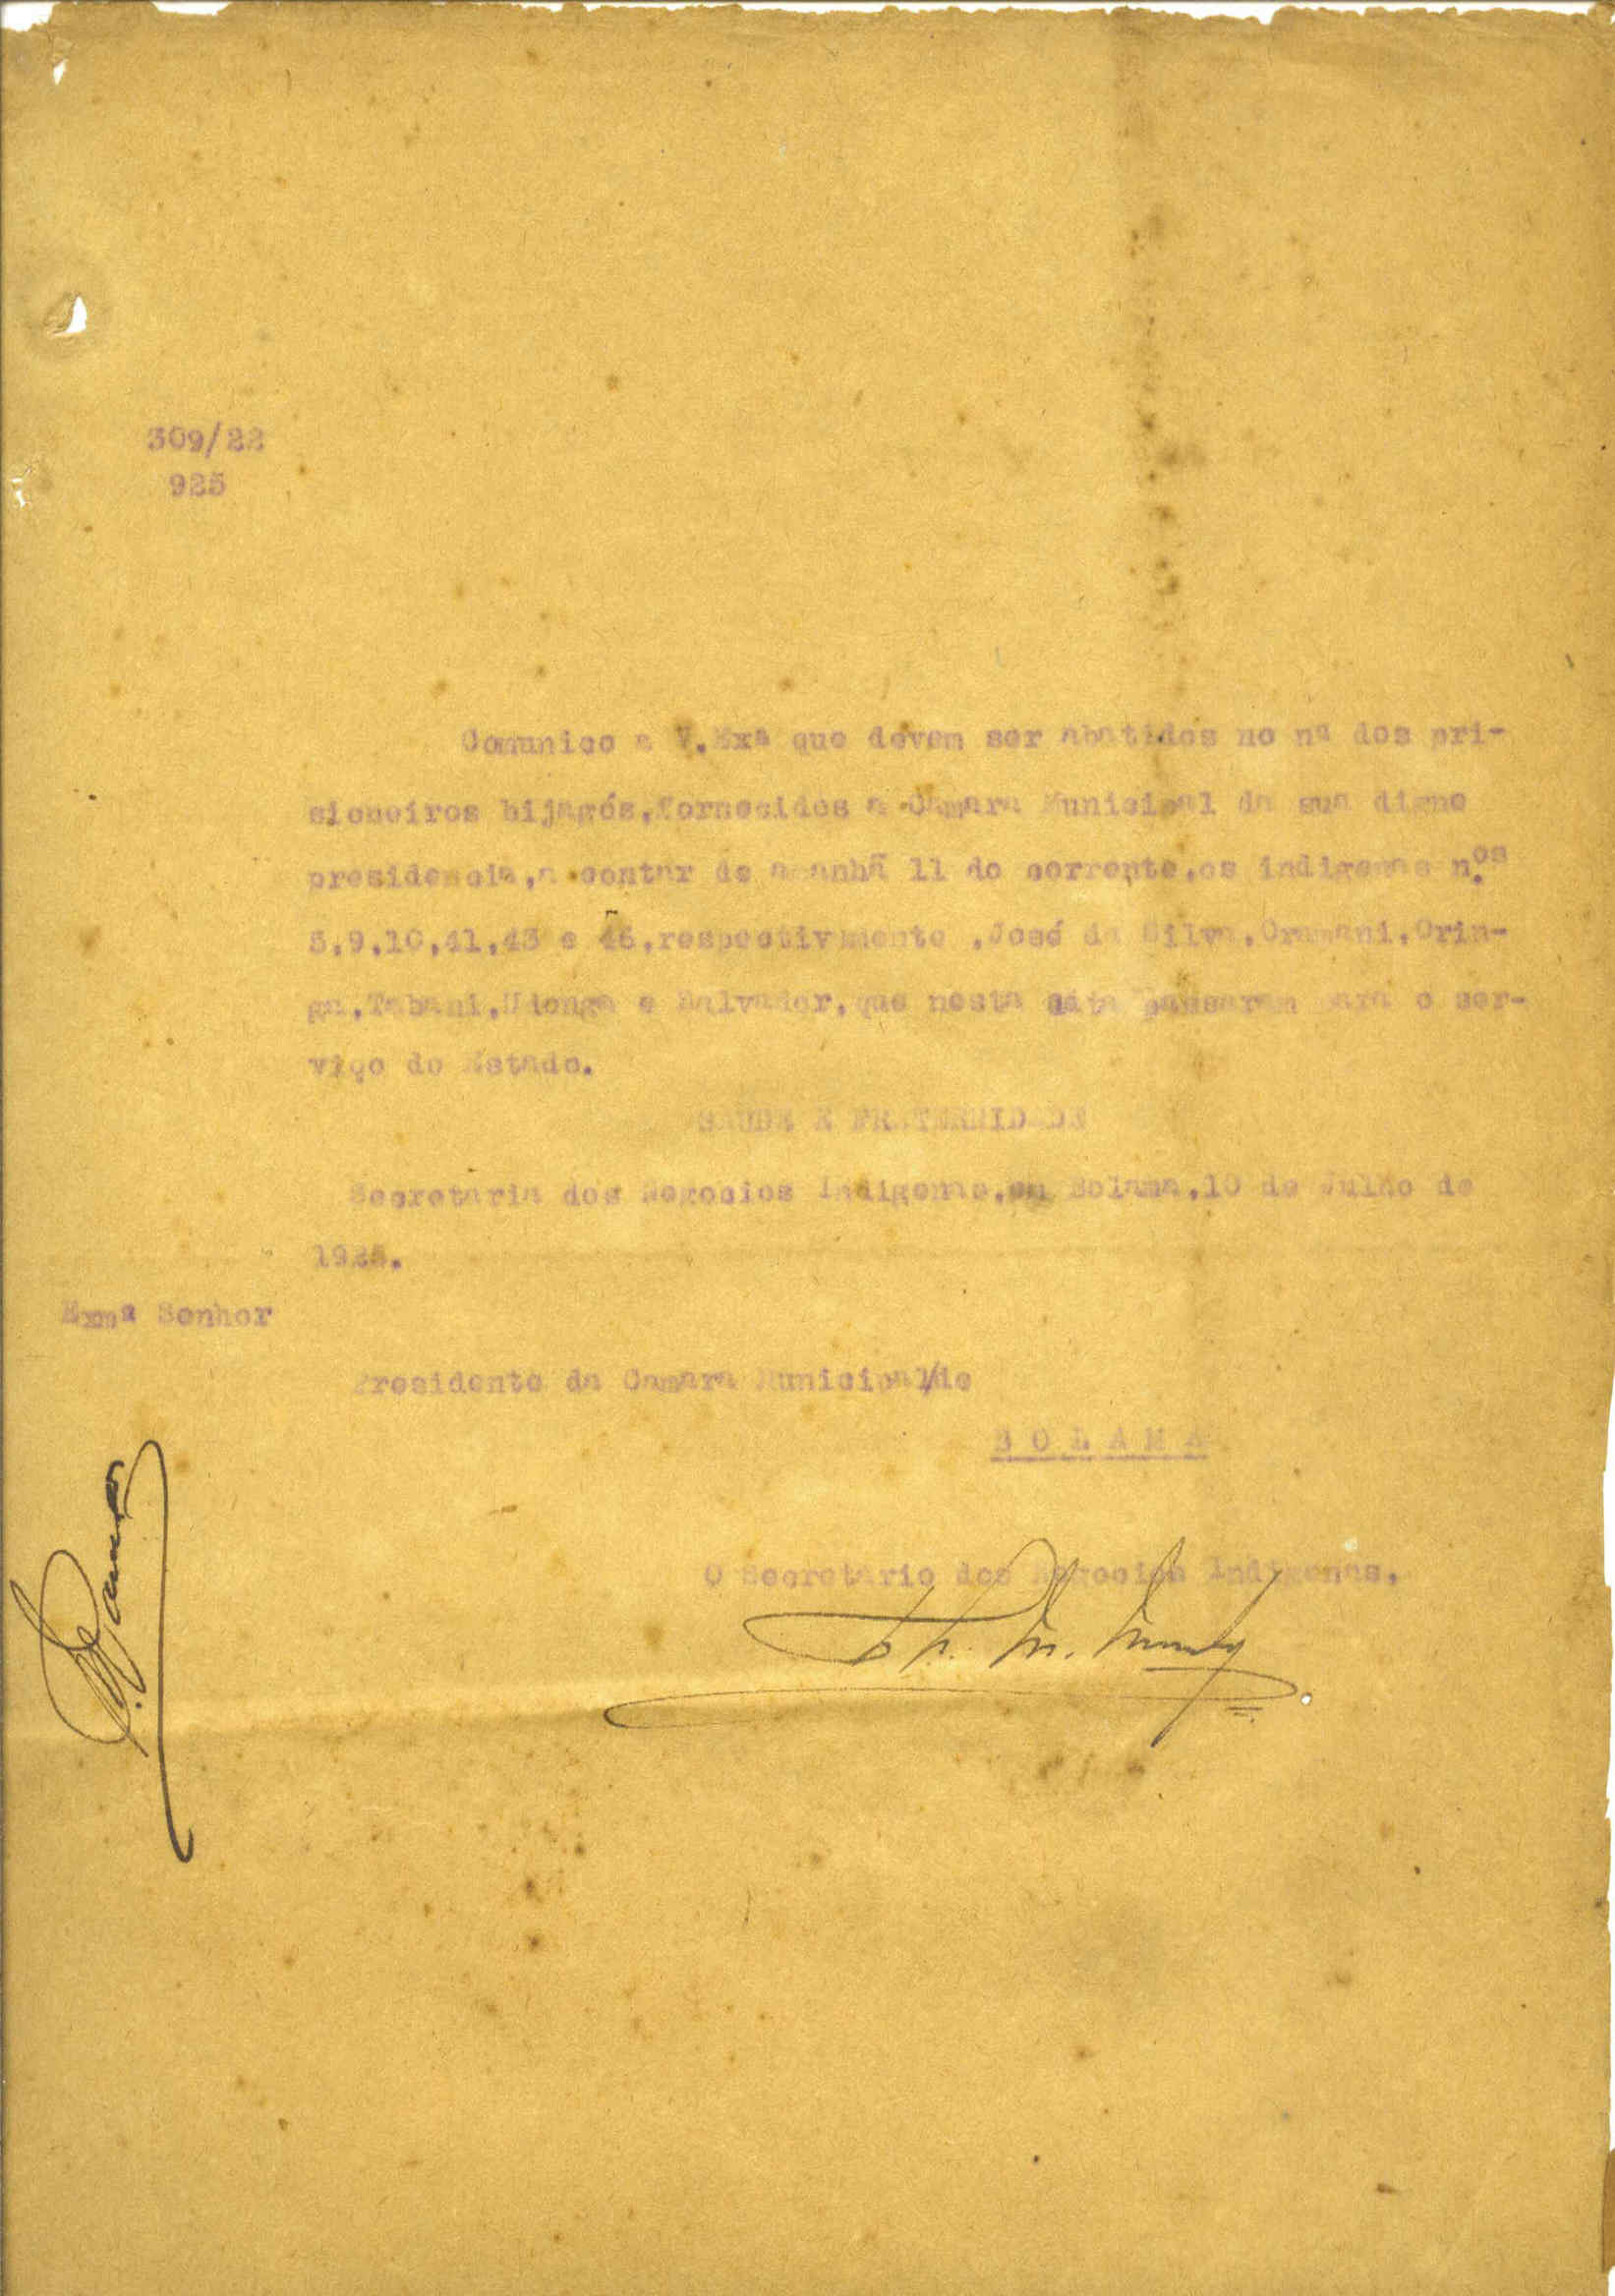 309/22
925
Comunico a V.Exª que devem ser abatidos no nº dos pri-
sioneiros bijagós,fornecidos a Camara Municipal da sua digna
presidencia,a contar de amanhã 11 do corrente,os indigenas n.os
5,9,10,41,43 e 46,respectivamente ,José da Silva,Oramani,Orin-
ga,Tabani, e Salvador,que nesta data passaram para o ser-
viço do Estado.
SAUDE E FRATERNIDADE
Secretaria dos Negocios Indigenas,em Bolama,10 de Julho de
1925.
Exmº Senhor
Presidente da Camara Municipal/de
BOLAMA
O Secretario dos Negocios Indigenas,